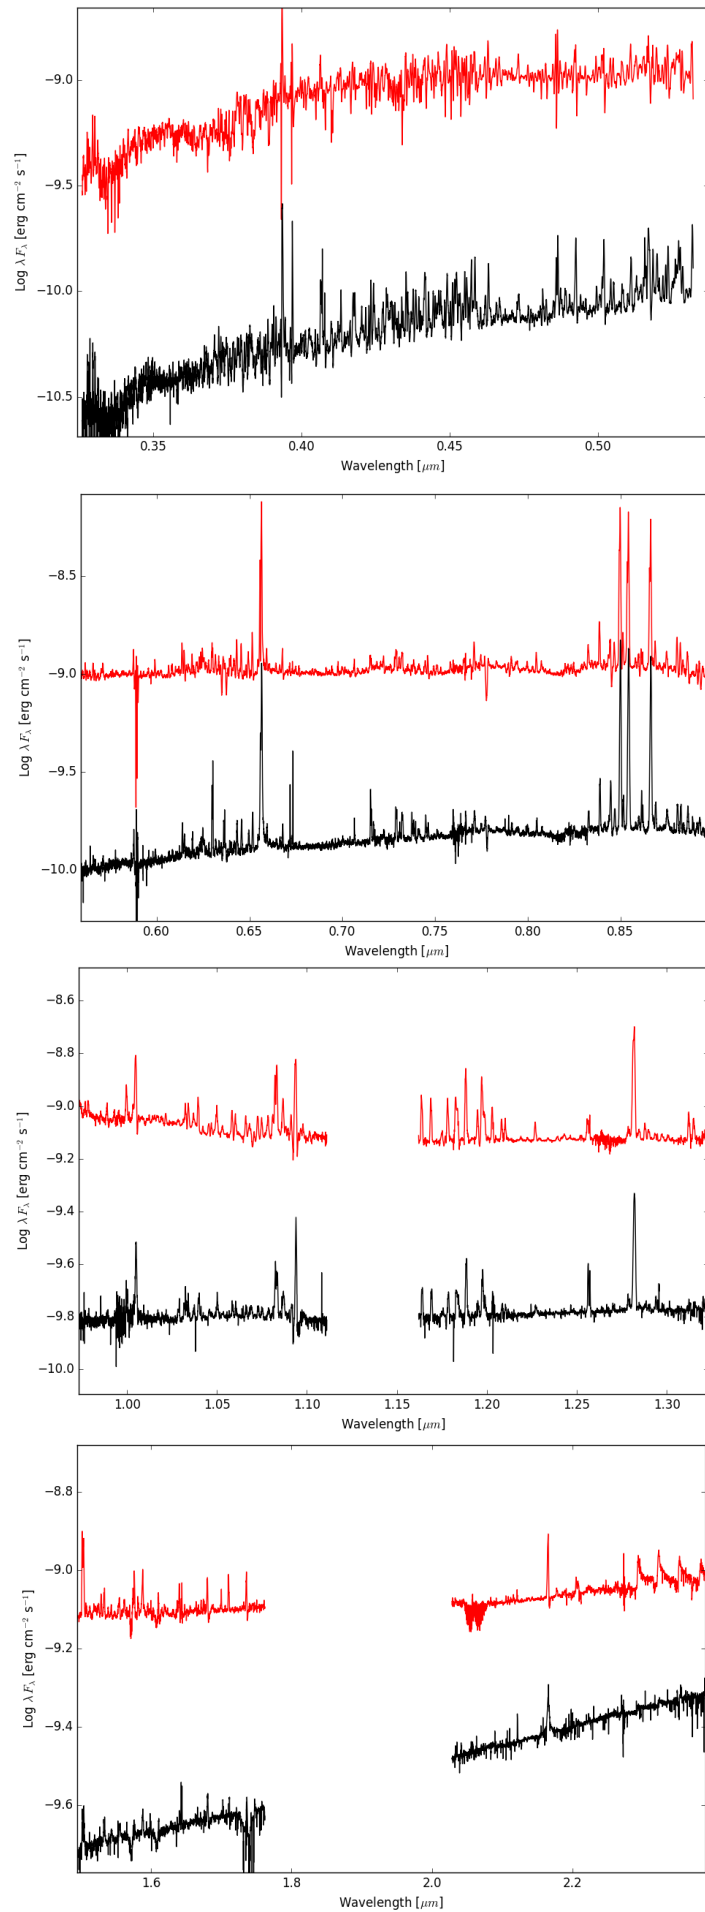 −9.0
−9.5
−10.0
−10.5
Log λF_λ [erg cm⁻² s⁻¹]
0.35 0.40 0.45 0.50
Wavelength [μm]
−8.5
−9.0
−9.5
−10.0
Log λF_λ [erg cm⁻² s⁻¹]
0.60 0.65 0.70 0.75 0.80 0.85
Wavelength [μm]
−8.6
−8.8
−9.0
−9.2
−9.4
−9.6
−9.8
−10.0
Log λF_λ [erg cm⁻² s⁻¹]
1.00 1.05 1.10 1.15 1.20 1.25 1.30
Wavelength [μm]
−8.8
−9.0
−9.2
−9.4
−9.6
Log λF_λ [erg cm⁻² s⁻¹]
1.6 1.8 2.0 2.2
Wavelength [μm]